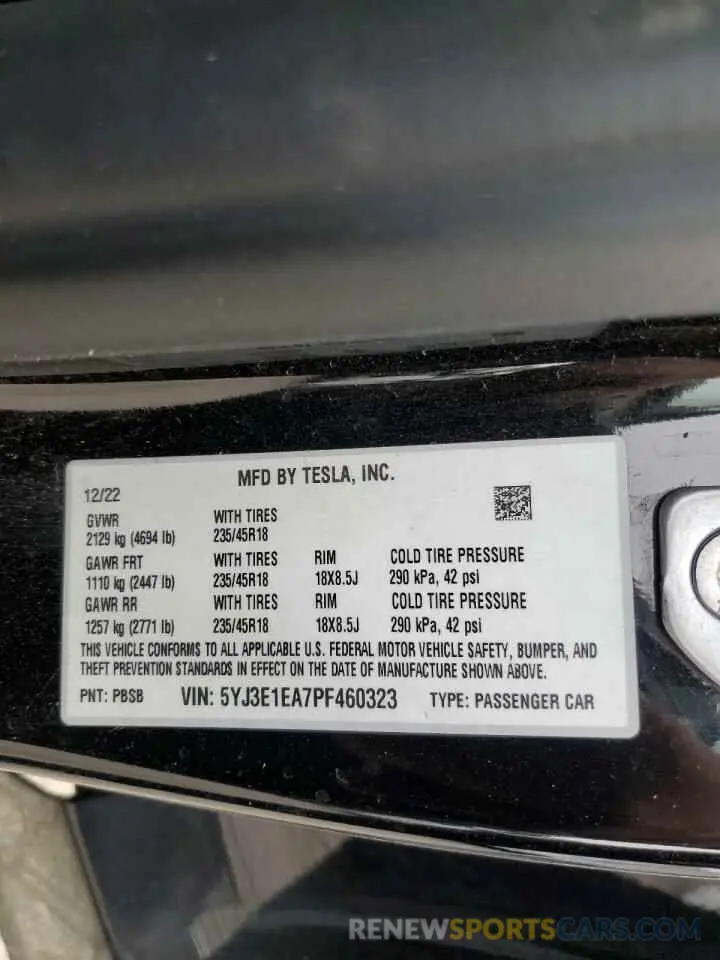 MFD BY TESLA, INC.
12/22
GVWR WITH TIRES
2129 kg (4694 lb) 235/45R18
GAWR FRT WITH TIRES RIM COLD TIRE PRESSURE
1110 kg (2447 lb) 235/45R18 18X8.5J 290 kPa, 42 psi
GAWR RR WITH TIRES RIM COLD TIRE PRESSURE
1257 kg (2771 lb) 235/45R18 18X8.5J 290 kPa, 42 psi
THIS VEHICLE CONFORMS TO ALL APPLICABLE U.S. FEDERAL MOTOR VEHICLE SAFETY, BUMPER, AND
THEFT PREVENTION STANDARDS IN EFFECT ON THE DATE OF MANUFACTURE SHOWN ABOVE.
PNT: PBSB VIN: 5YJ3E1EA7PF460323 TYPE: PASSENGER CAR
RENEWSPORTSCARS.COM